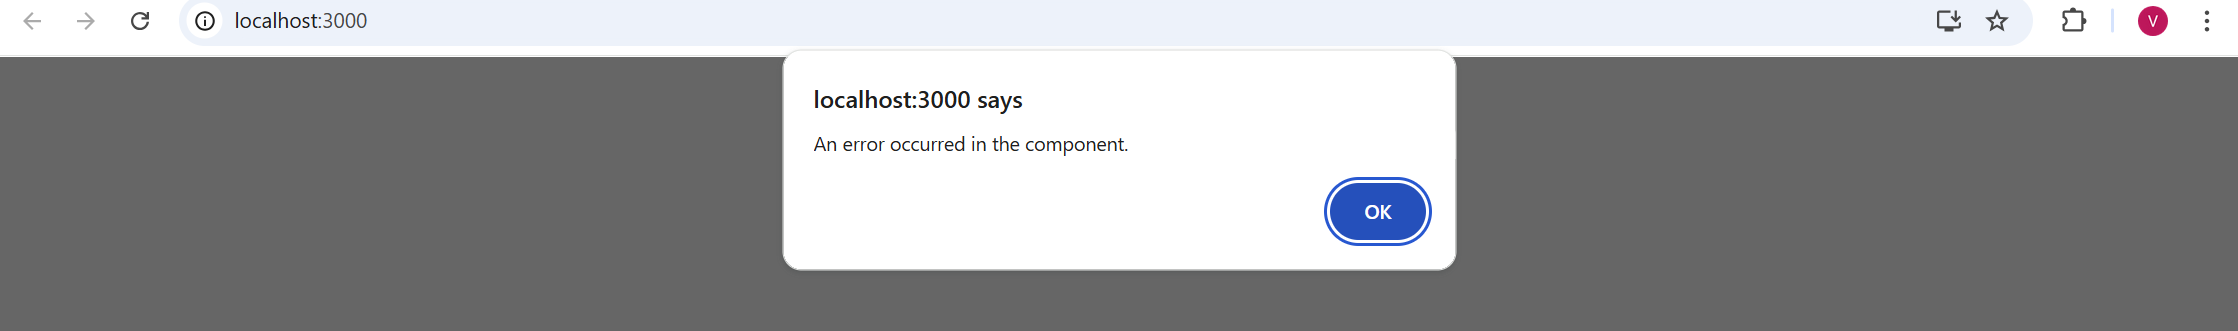 localhost:3000
V
localhost:3000 says
An error occurred in the component.
OK